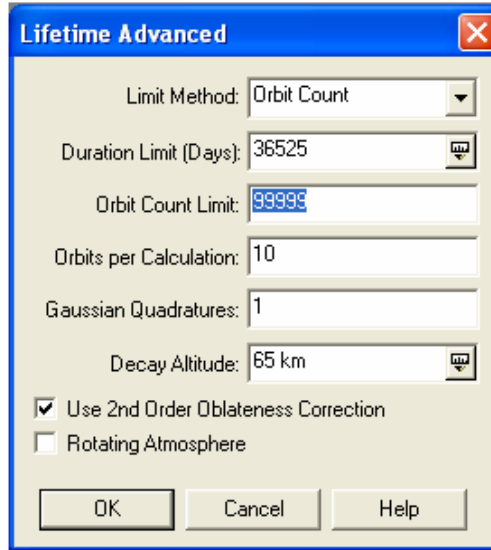 Lifetime Advanced
Limit Method: Orbit Count
Duration Limit (Days): 36525
Orbit Count Limit: 99999
Orbits per Calculation: 10
Gaussian Quadratures: 1
Decay Altitude: 65 km
Use 2nd Order Oblateness Correction
Rotating Atmosphere
OK Cancel Help